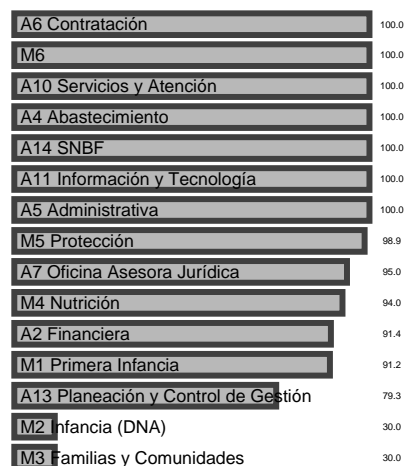 A6 Contratación 100.0
M6 100.0
A10 Servicios y Atención 100.0
A4 Abastecimiento 100.0
A14 SNBF 100.0
A11 Información y Tecnología 100.0
A5 Administrativa 100.0
M5 Protección 98.9
A7 Oficina Asesora Jurídica 95.0
M4 Nutrición 94.0
A2 Financiera 91.4
M1 Primera Infancia 91.2
A13 Planeación y Control de Gestión 79.3
M2 Infancia (DNA) 30.0
M3 Familias y Comunidades 30.0